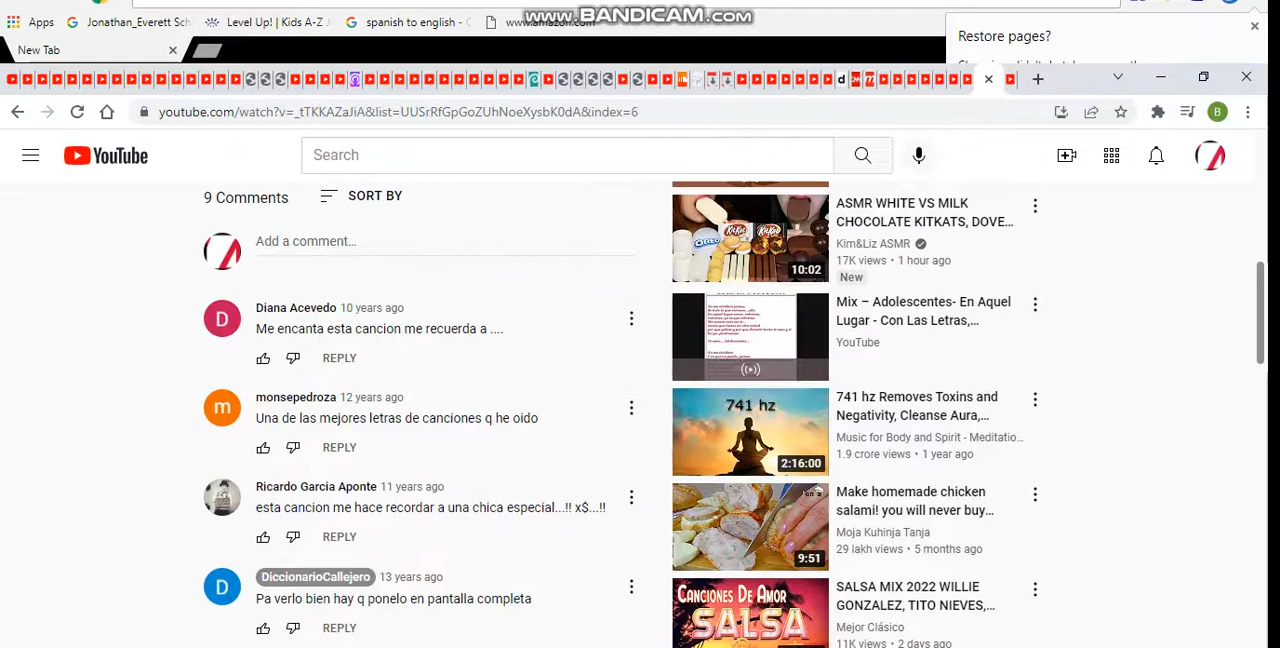 www.BANDICAM.com
Apps
Jonathan_Everett Sch
Level Up! | Kids A-Z
spanish to english - G
Restore pages?
New Tab
youtube.com/watch?v=_tTKKAZaJiA&list=UUSrRfGpGoZUhNoeXysbK0dA&index=6
B
YouTube
Search
9 Comments
SORT BY
Add a comment...
D
Diana Acevedo 10 years ago
Me encanta esta cancion me recuerda a ....
REPLY
m
monsepedroza 12 years ago
Una de las mejores letras de canciones q he oido
REPLY
Ricardo Garcia Aponte 11 years ago
esta cancion me hace recordar a una chica especial...!! x$...!!
REPLY
D
DiccionarioCallejero 13 years ago
Pa verlo bien hay q ponelo en pantalla completa
REPLY
OREO
KitKat
10:02
ASMR WHITE VS MILK
CHOCOLATE KITKATS, DOVE...
Kim&Liz ASMR
17K views • 1 hour ago
New
Mix – Adolescentes- En Aquel
Lugar - Con Las Letras,...
YouTube
741 hz
2:16:00
741 hz Removes Toxins and
Negativity, Cleanse Aura,...
Music for Body and Spirit - Meditatio...
1.9 crore views • 1 year ago
9:51
Make homemade chicken
salami! you will never buy...
Moja Kuhinja Tanja
29 lakh views • 5 months ago
CANCIONES DE AMOR
SALSA
SALSA MIX 2022 WILLIE
GONZALEZ, TITO NIEVES,...
Mejor Clásico
11K views • 2 days ago